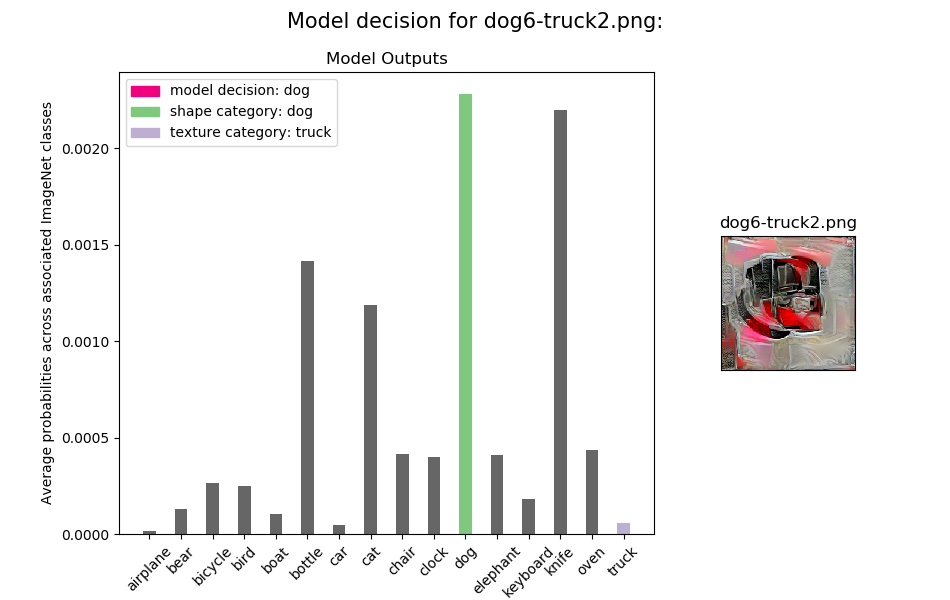 Model decision for dog6-truck2.png:
Model Outputs
model decision: dog
shape category: dog
texture category: truck
Average probabilities across associated ImageNet classes
0.0020
0.0015
0.0010
0.0005
0.0000
airplane
bear
bicycle
bird
boat
bottle
car
cat
chair
clock
dog
elephant
keyboard
knife
oven
truck
dog6-truck2.png